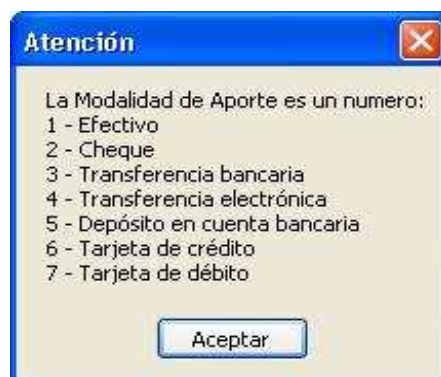 Atención
La Modalidad de Aporte es un numero:
1 - Efectivo
2 - Cheque
3 - Transferencia bancaria
4 - Transferencia electrónica
5 - Depósito en cuenta bancaria
6 - Tarjeta de crédito
7 - Tarjeta de débito
Aceptar